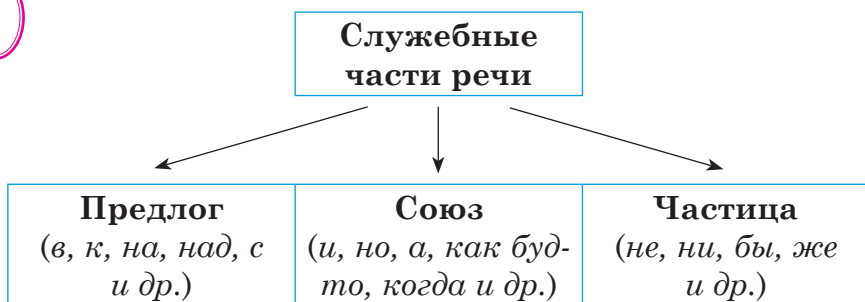 Служебные
части речи
Предлог
(в, к, на, над, с
и др.)
Союз
(и, но, а, как буд-
то, когда и др.)
Частица
(не, ни, бы, же
и др.)